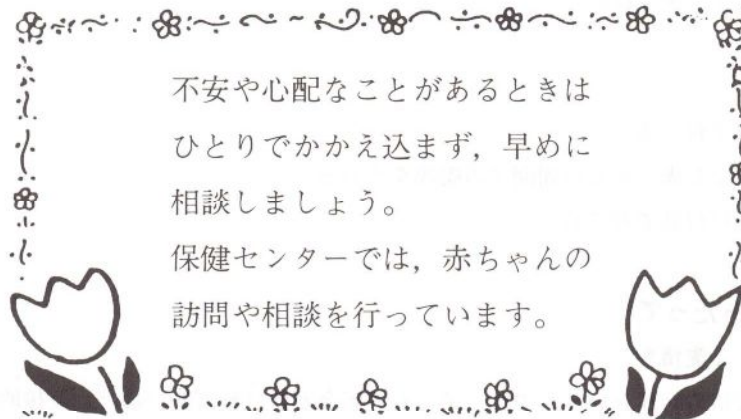 不安や心配なことがあるときは
ひとりでかかえ込まず，早めに
相談しましょう。
保健センターでは，赤ちゃんの
訪問や相談を行っています。